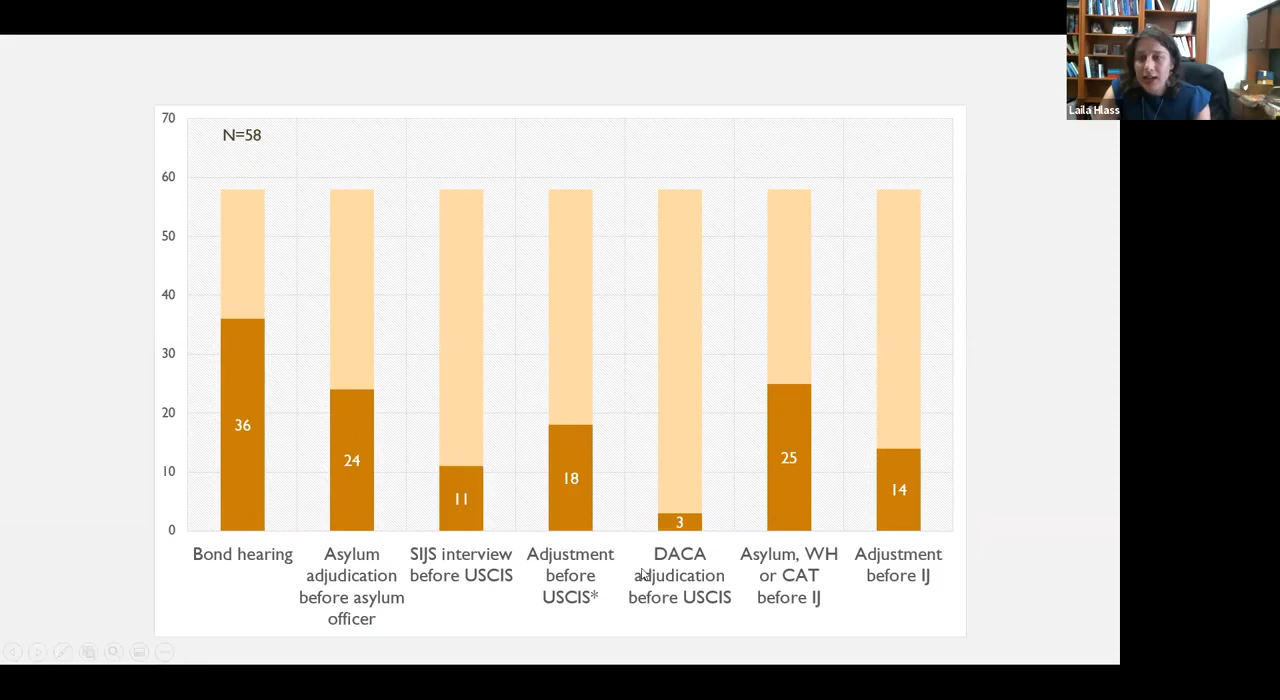 Laila Hlass
N=58
70
60
50
40
30
20
10
0
36
24
11
18
3
25
14
Bond hearing
Asylum
adjudication
before asylum
officer
SIJS interview
before USCIS
Adjustment
before
USCIS*
DACA
adjudication
before USCIS
Asylum, WH
or CAT
before IJ
Adjustment
before IJ